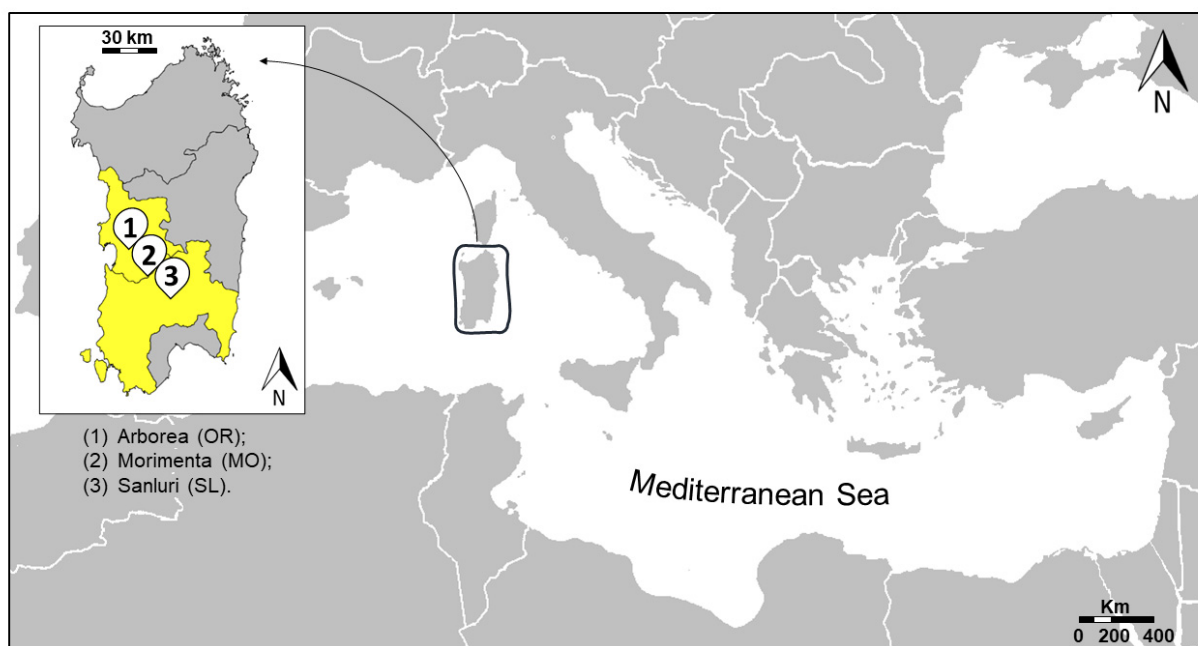 30 km
1
2
3
N
N
(1) Arborea (OR);
(2) Morimenta (MO);
(3) Sanluri (SL).
Mediterranean Sea
Km
0 200 400